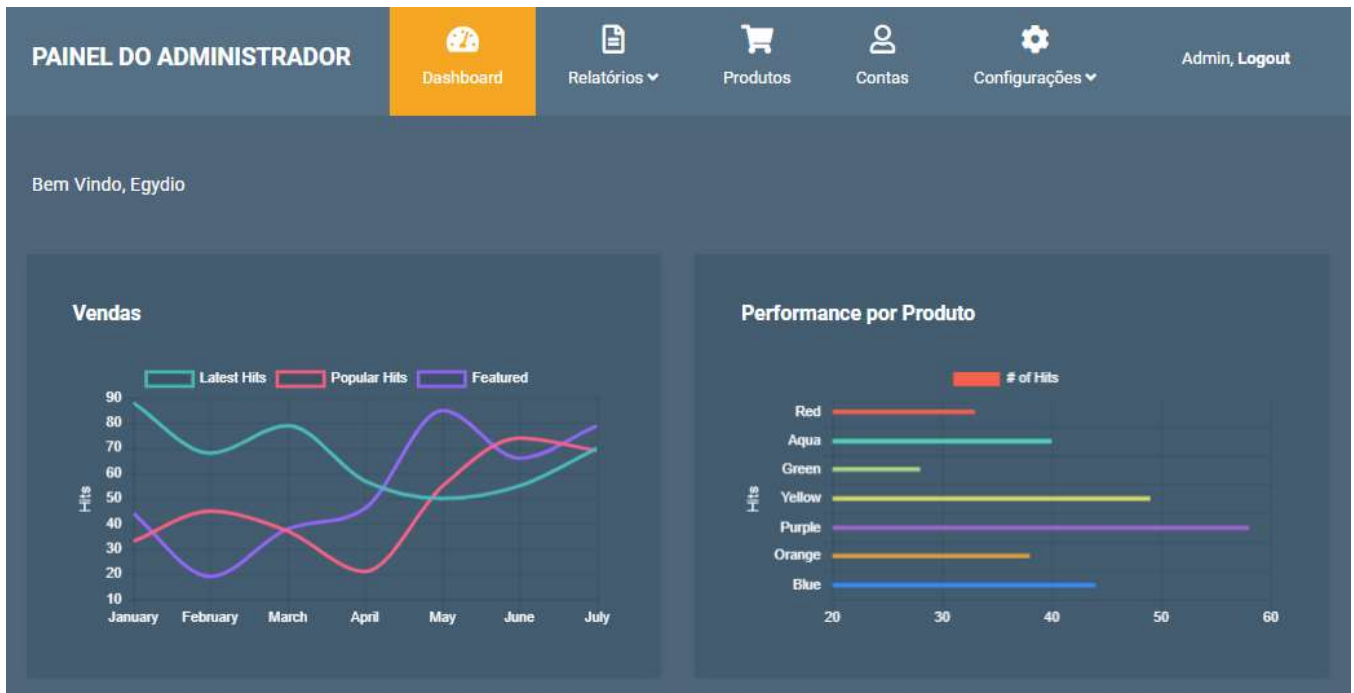 PAINEL DO ADMINISTRADOR
Dashboard
Relatórios
Produtos
Contas
Configurações
Admin, Logout
Bem Vindo, Egydio
Vendas
Latest Hits Popular Hits Featured
90
80
70
60
50
40
30
20
10
Hits
January February March April May June July
Performance por Produto
# of Hits
Red
Aqua
Green
Yellow
Purple
Orange
Blue
Hits
20 30 40 50 60